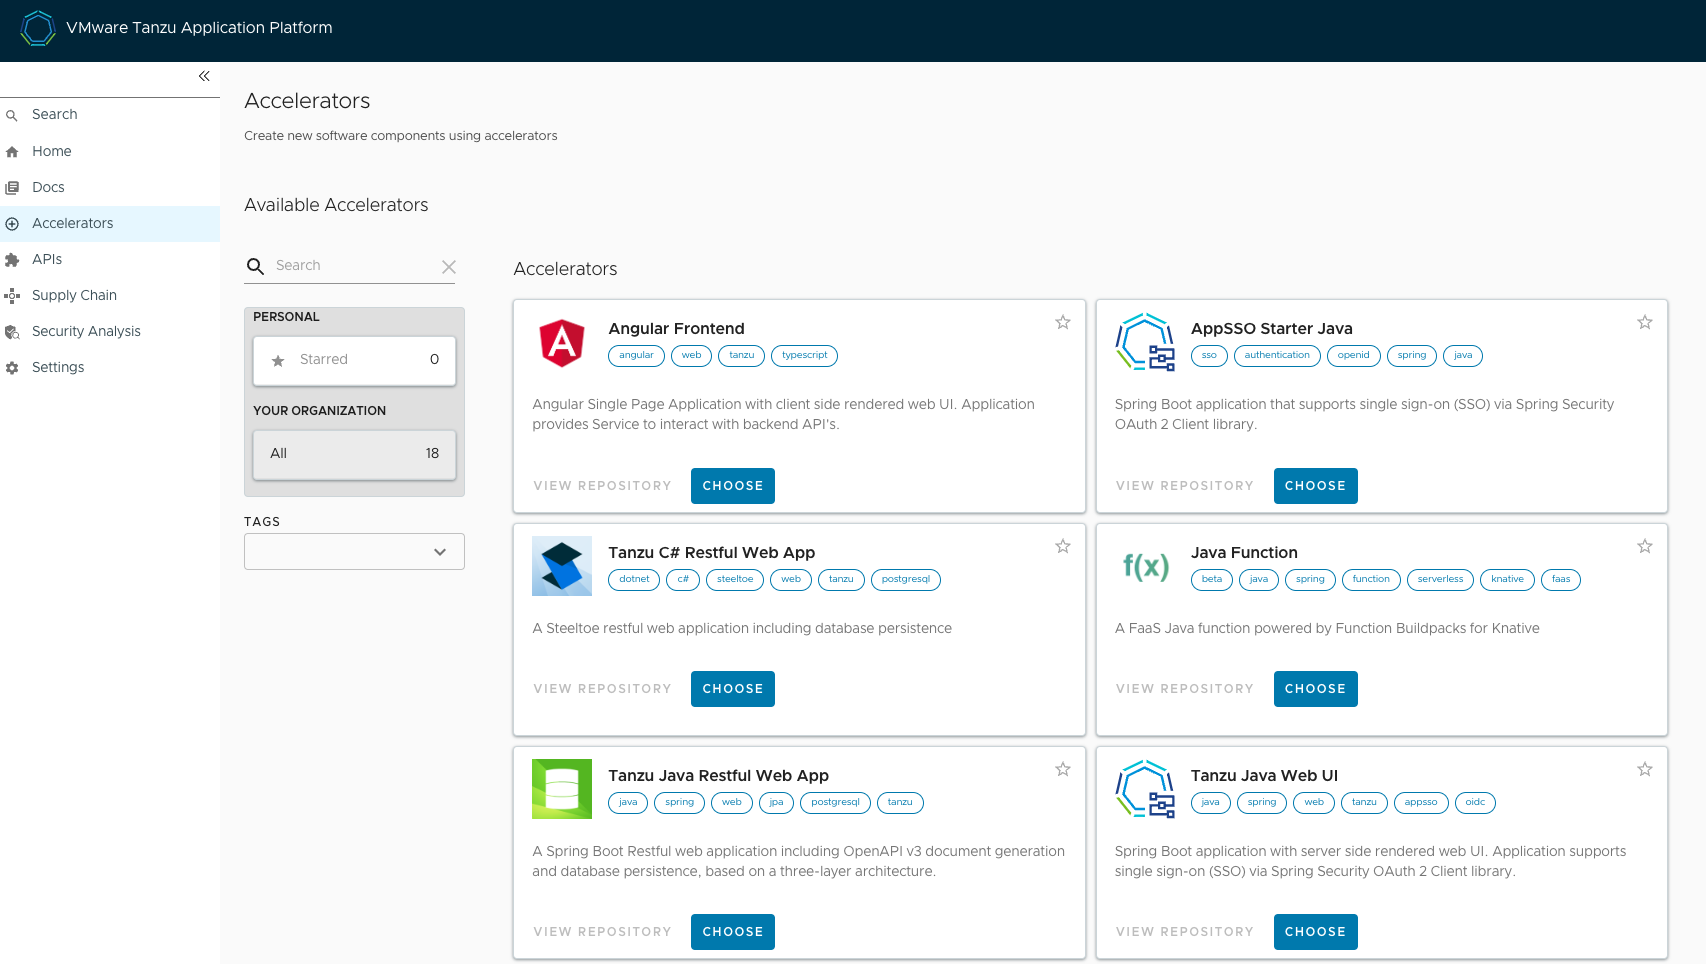 VMware Tanzu Application Platform
Search
Home
Docs
Accelerators
APIs
Supply Chain
Security Analysis
Settings
Accelerators
Create new software components using accelerators
Available Accelerators
Search
PERSONAL
Starred 0
YOUR ORGANIZATION
All 18
TAGS
Accelerators
A
Angular Frontend
angular web tanzu typescript
Angular Single Page Application with client side rendered web UI. Application
provides Service to interact with backend API's.
VIEW REPOSITORY CHOOSE
AppSSO Starter Java
sso authentication openid spring java
Spring Boot application that supports single sign-on (SSO) via Spring Security
OAuth 2 Client library.
VIEW REPOSITORY CHOOSE
Tanzu C# Restful Web App
dotnet c# steeltoe web tanzu postgresql
A Steeltoe restful web application including database persistence
VIEW REPOSITORY CHOOSE
f(x)
Java Function
beta java spring function serverless knative faas
A FaaS Java function powered by Function Buildpacks for Knative
VIEW REPOSITORY CHOOSE
Tanzu Java Restful Web App
java spring web jpa postgresql tanzu
A Spring Boot Restful web application including OpenAPI v3 document generation
and database persistence, based on a three-layer architecture.
VIEW REPOSITORY CHOOSE
Tanzu Java Web UI
java spring web tanzu appsso oidc
Spring Boot application with server side rendered web UI. Application supports
single sign-on (SSO) via Spring Security OAuth 2 Client library.
VIEW REPOSITORY CHOOSE